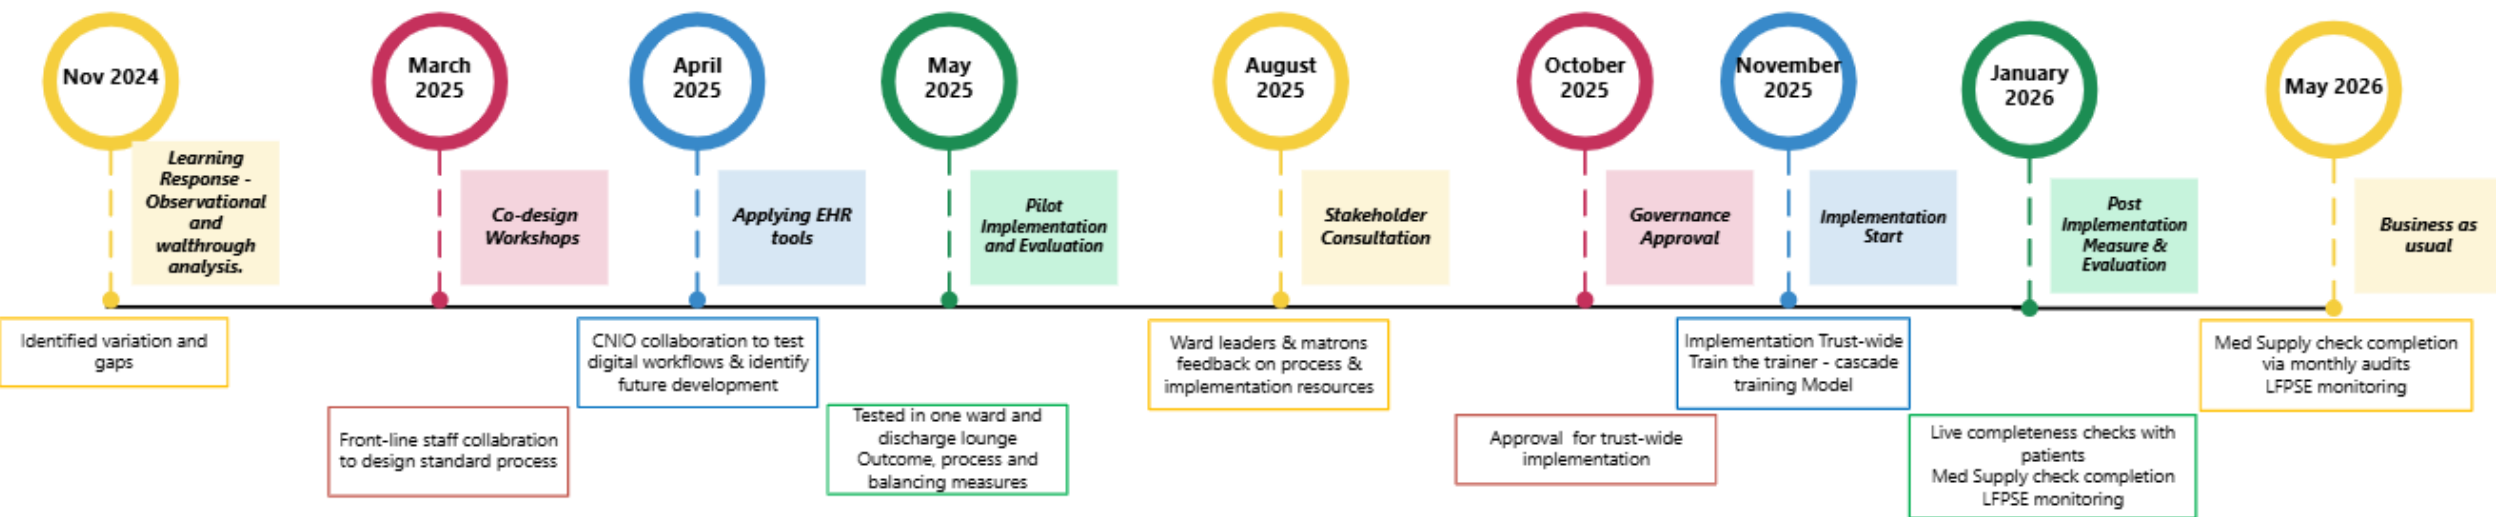 Nov 2024
March
2025
April
2025
May
2025
August
2025
October
2025
November
2025
January
2026
May 2026
Learning
Response -
Observational
and
walthrough
analysis.
Co-design
Workshops
Applying EHR
tools
Pilot
Implementation
and Evaluation
Stakeholder
Consultation
Governance
Approval
Implementation
Start
Post
Implementation
Measure &
Evaluation
Business as
usual
Identified variation and
gaps
Front-line staff collabration
to design standard process
CNIO collaboration to test
digital workflows & identify
future development
Tested in one ward and
discharge lounge
Outcome, process and
balancing measures
Ward leaders & matrons
feedback on process &
implementation resources
Approval for trust-wide
implementation
Implementation Trust-wide
Train the trainer - cascade
training Model
Live completeness checks with
patients
Med Supply check completion
LFPSE monitoring
Med Supply check completion
via monthly audits
LFPSE monitoring